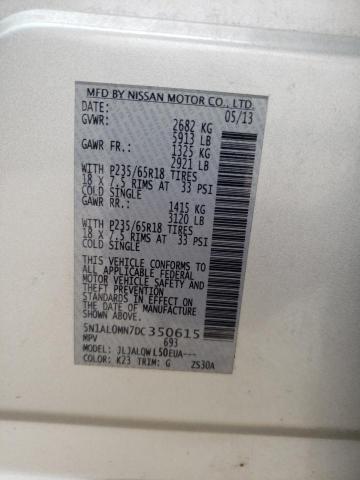 MFD BY NISSAN MOTOR CO., LTD.
DATE: 05/13
GVWR: 2682 KG
5913 LB
GAWR FR.: 1325 KG
2921 LB
WITH P235/65R18 TIRES
18 X 7.5 RIMS AT 33 PSI
COLD SINGLE
GAWR RR.: 1415 KG
3120 LB
WITH P235/65R18 TIRES
18 X 7.5 RIMS AT 33 PSI
COLD SINGLE
THIS VEHICLE CONFORMS TO ALL
APPLICABLE U.S. FEDERAL
MOTOR VEHICLE SAFETY AND
THEFT PREVENTION
STANDARDS IN EFFECT ON
THE DATE OF MANUFACTURE
SHOWN ABOVE.
5N1AL0MN7DC350615
MPV 693
MODEL: JLJALQWL50EUA----
COLOR: K23 TRIM: G ZS30A